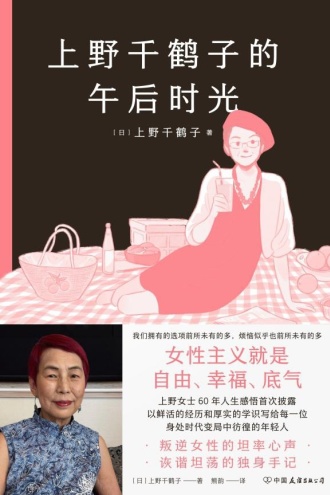 上野千鹤子的
午后时光
［日］上野千鹤子 著
我们拥有的选项前所未有的多，烦恼似乎也前所未有的多。
女性主义就是
自由、幸福、底气
上野女士 60 年人生感悟首次披露
以鲜活的经历和厚实的学识写给每一位
身处时代变局中彷徨的年轻人
· 叛逆女性的坦率心声 ·
· 诙谐坦荡的独身手记 ·
［日］上野千鹤子——著 熊韵——译 中国友谊出版公司